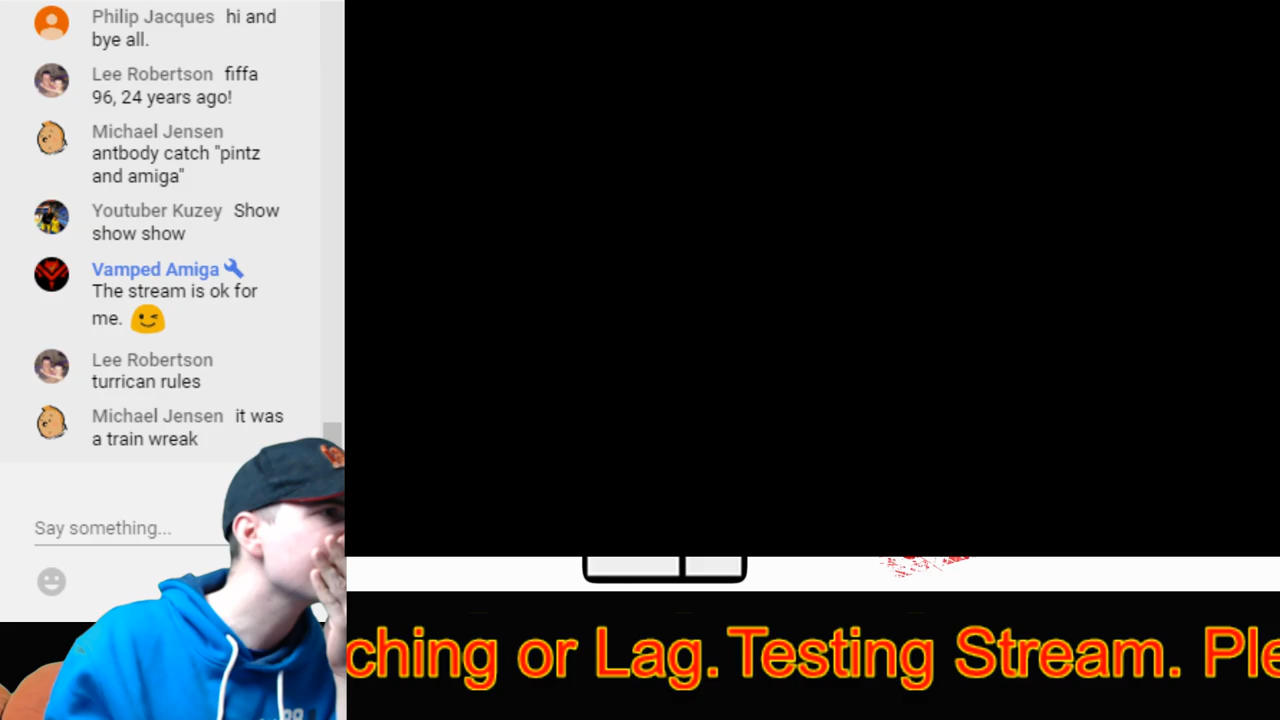 Philip Jacques hi and
bye all.
Lee Robertson fiffa
96, 24 years ago!
Michael Jensen
antbody catch "pintz
and amiga"
Youtuber Kuzey Show
show show
Vamped Amiga
The stream is ok for
me.
Lee Robertson
turrican rules
Michael Jensen it was
a train wreak
Say something...
ching or Lag. Testing Stream. Ple